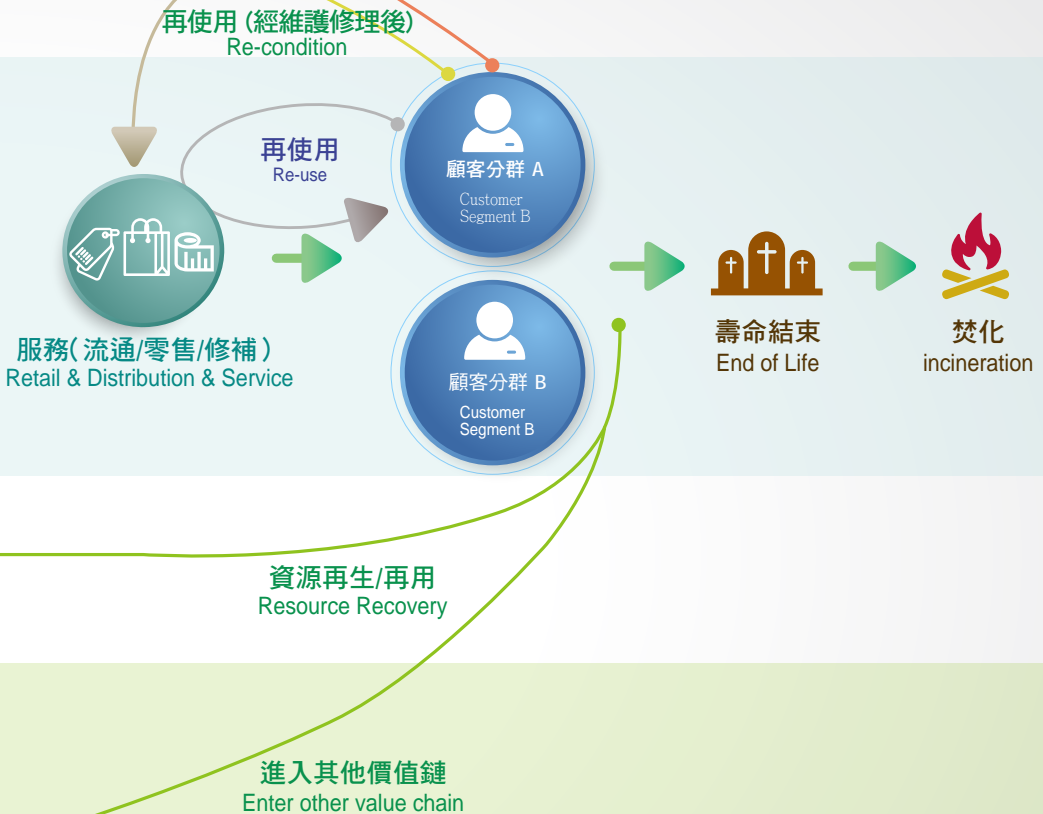 再使用 (經維護修理後)
Re-condition
再使用
Re-use
顧客分群 A
Customer
Segment B
服務( 流通/零售/修補 )
Retail & Distribution & Service
顧客分群 B
Customer
Segment B
壽命結束
End of Life
焚化
incineration
資源再生/再用
Resource Recovery
進入其他價值鏈
Enter other value chain